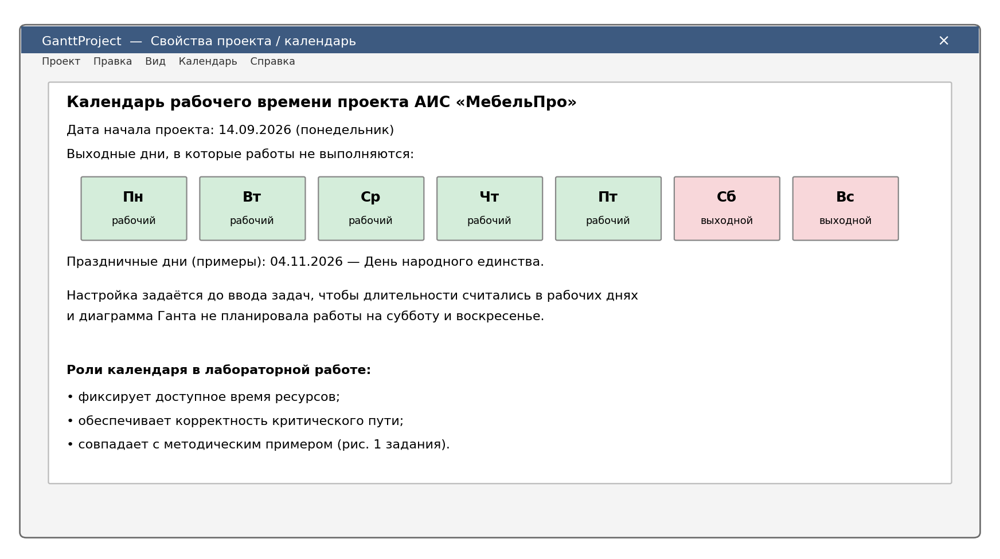 GanttProject — Свойства проекта / календарь ×
Проект Правка Вид Календарь Справка
Календарь рабочего времени проекта АИС «МебельПро»
Дата начала проекта: 14.09.2026 (понедельник)
Выходные дни, в которые работы не выполняются:
Пн Вт Ср Чт Пт Сб Вс
рабочий рабочий рабочий рабочий рабочий выходной выходной
Праздничные дни (примеры): 04.11.2026 — День народного единства.
Настройка задаётся до ввода задач, чтобы длительности считались в рабочих днях
и диаграмма Ганта не планировала работы на субботу и воскресенье.
Роли календаря в лабораторной работе:
• фиксирует доступное время ресурсов;
• обеспечивает корректность критического пути;
• совпадает с методическим примером (рис. 1 задания).